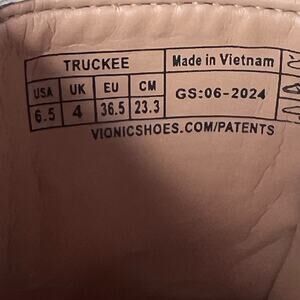 TRUCKEE Made in Vietnam
USA UK EU CM
6.5 4 36.5 23.3
GS:06-2024
VIONICSHOES.COM/PATENTS